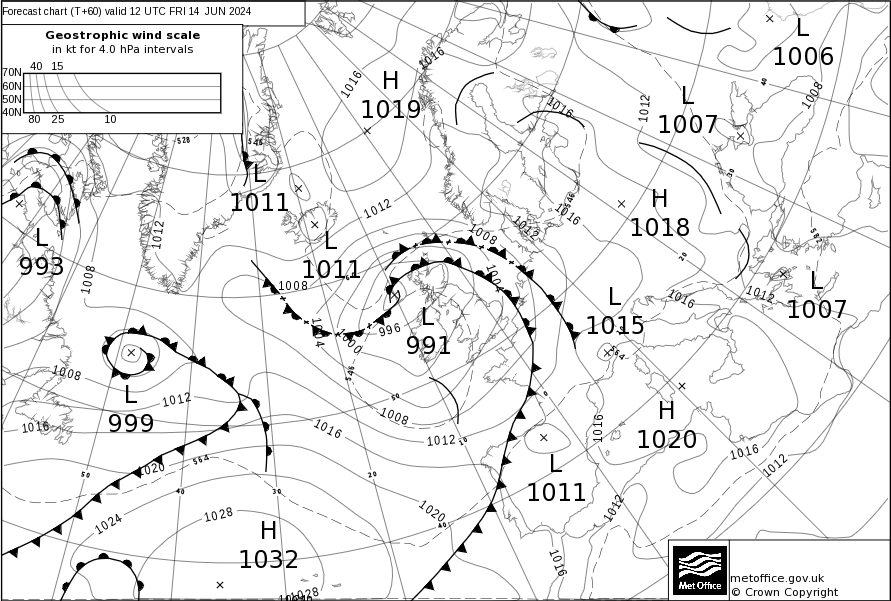 Forecast chart (T+60) valid 12 UTC FRI 14 JUN 2024
Geostrophic wind scale
in kt for 4.0 hPa intervals
40 15
70N
60N
50N
40N
80 25 10
L
1006
H
1019
L
1007
1016
1016
1016
1012
1008
40
528
546
L
1011
1012
H
1018
546
1016
1012
30
582
L
993
1012
L
1011
1008
1008
1008
1004
20
1016
1012
L
1007
L
1015
L
991
996
1000
1004
564
546
L
999
1008
1012
50
1008
0
H
1020
1016
1016
1012
1016
1016
1012
L
1011
564
1020
50
40
30
20
1024
1028
H
1032
1020
40
1012
1016
1028
Met Office
metoffice.gov.uk
© Crown Copyright